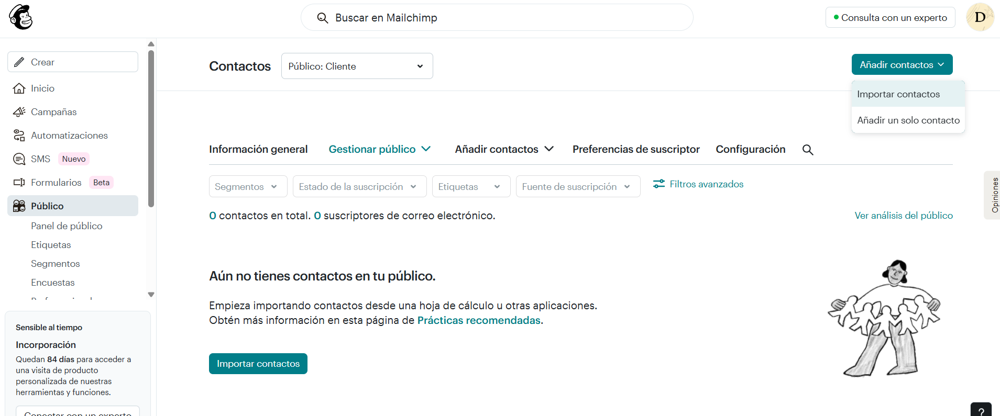 Buscar en Mailchimp
Consulta con un experto
D
Crear
Inicio
Campañas
Automatizaciones
SMS Nuevo
Formularios Beta
Público
Panel de público
Etiquetas
Segmentos
Encuestas
Sensible al tiempo
Incorporación
Quedan 84 días para acceder a
una visita de producto
personalizada de nuestras
herramientas y funciones.
Conectar con un experto
Contactos
Público: Cliente
Añadir contactos
Importar contactos
Añadir un solo contacto
Información general Gestionar público Añadir contactos Preferencias de suscriptor Configuración
Segmentos Estado de la suscripción Etiquetas Fuente de suscripción Filtros avanzados
0 contactos en total. 0 suscriptores de correo electrónico.
Ver análisis del público
Aún no tienes contactos en tu público.
Empieza importando contactos desde una hoja de cálculo u otras aplicaciones.
Obtén más información en esta página de Prácticas recomendadas.
Importar contactos
Opiniones
?